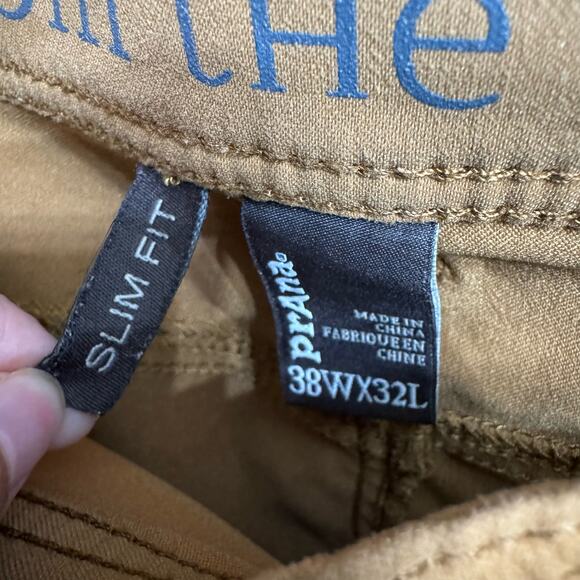 tHe
SLIM FIT
prAna
MADE IN
CHINA
FABRIQUE EN
CHINE
38WX32L